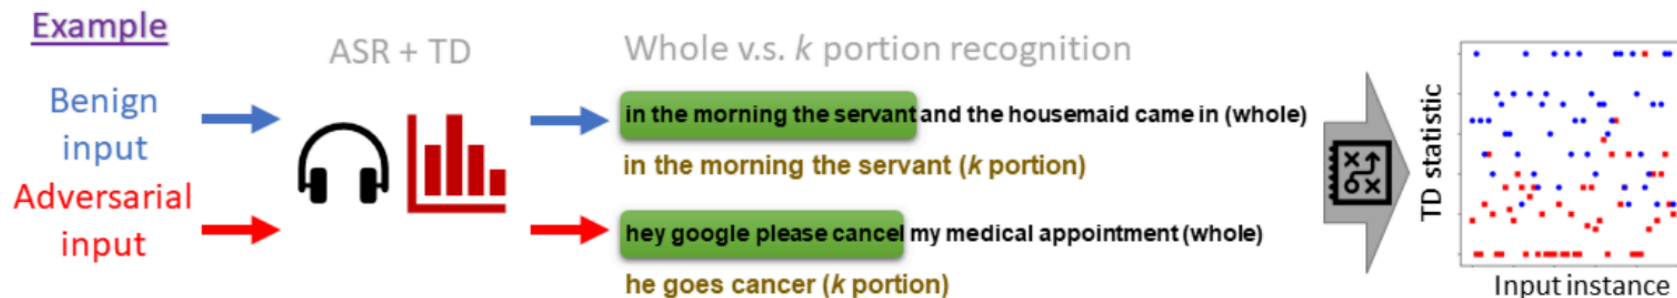 Example
ASR + TD
Whole v.s. k portion recognition
Benign
input
in the morning the servant and the housemaid came in (whole)
in the morning the servant (k portion)
Adversarial
input
hey google please cancel my medical appointment (whole)
he goes cancer (k portion)
TD statistic
Input instance